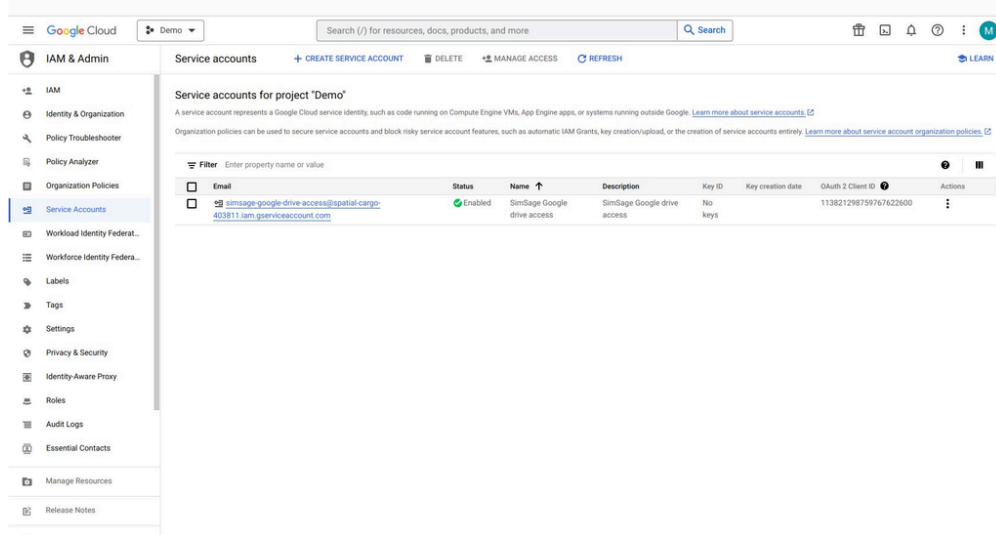 Google Cloud
Demo
Search (/) for resources, docs, products, and more
Search
M
IAM & Admin
Service accounts
+ CREATE SERVICE ACCOUNT
DELETE
MANAGE ACCESS
REFRESH
LEARN
IAM
Identity & Organization
Policy Troubleshooter
Policy Analyzer
Organization Policies
Service Accounts
Workload Identity Federat...
Workforce Identity Federa...
Labels
Tags
Settings
Privacy & Security
Identity-Aware Proxy
Roles
Audit Logs
Essential Contacts
Manage Resources
Release Notes
Service accounts for project "Demo"
A service account represents a Google Cloud service identity, such as code running on Compute Engine VMs, App Engine apps, or systems running outside Google. Learn more about service accounts.
Organization policies can be used to secure service accounts and block risky service account features, such as automatic IAM Grants, key creation/upload, or the creation of service accounts entirely. Learn more about service account organization policies.
Filter Enter property name or value
Email Status Name Description Key ID Key creation date OAuth 2 Client ID Actions
simsage-google-drive-access@spatial-cargo- Enabled SimSage Google SimSage Google drive No 113821298759767622600
403811.iam.gserviceaccount.com drive access access keys